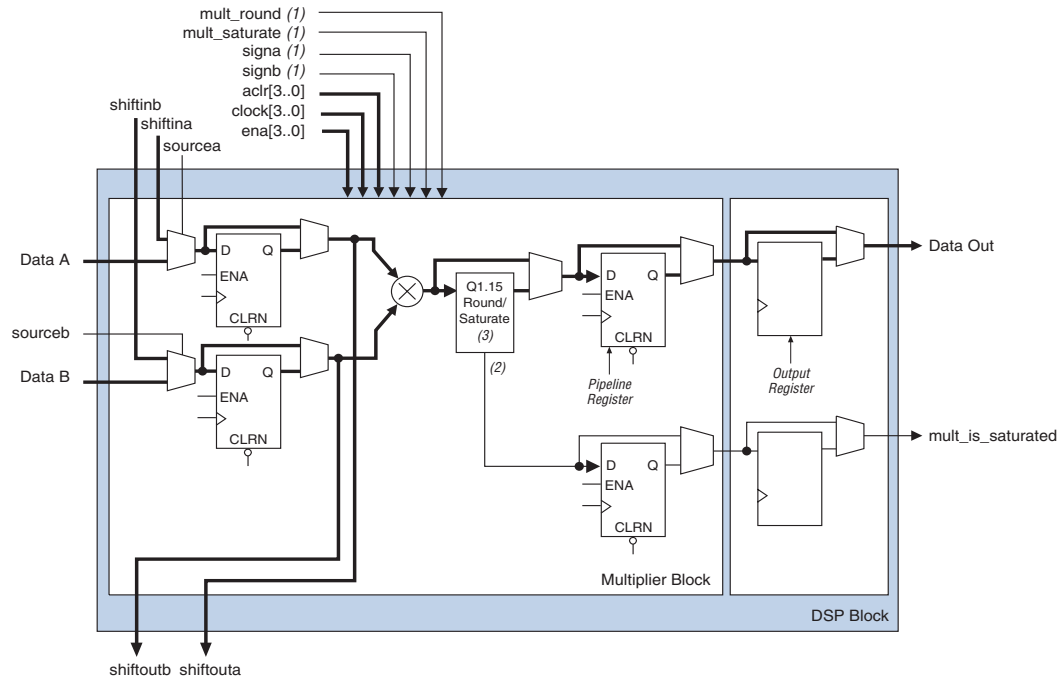 mult_round (1)
mult_saturate (1)
signa (1)
signb (1)
aclr[3..0]
clock[3..0]
ena[3..0]
shiftinb
shiftina
sourcea
Data A
D Q
ENA
CLRN
sourceb
Data B
D Q
ENA
CLRN
Q1.15
Round/
Saturate
(3)
(2)
D Q
ENA
CLRN
Pipeline
Register
Output
Register
Data Out
D Q
ENA
CLRN
mult_is_saturated
Multiplier Block
DSP Block
shiftoutb
shiftouta